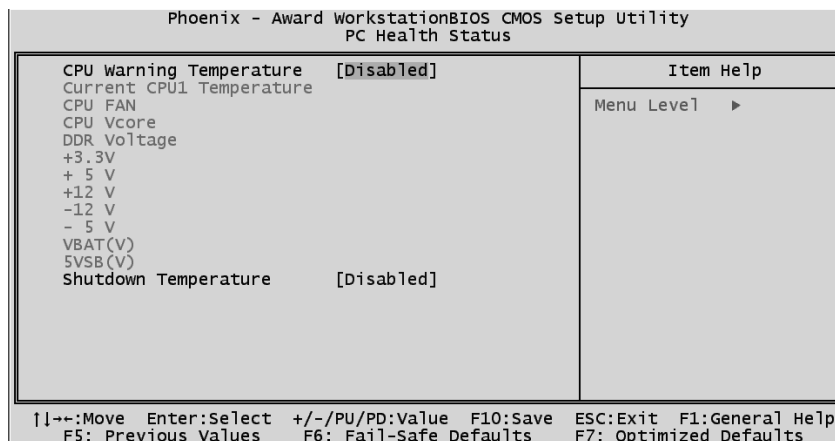 Phoenix - Award WorkstationBIOS CMOS Setup Utility
PC Health Status
CPU Warning Temperature [Disabled]
Current CPU1 Temperature
CPU FAN
CPU Vcore
DDR Voltage
+3.3V
+ 5 V
+12 V
-12 V
- 5 V
VBAT(V)
5VSB(V)
Shutdown Temperature [Disabled]
Item Help
Menu Level ▶
↑↓→←:Move Enter:Select +/-/PU/PD:Value F10:Save ESC:Exit F1:General Help
F5: Previous Values F6: Fail-Safe Defaults F7: Optimized Defaults